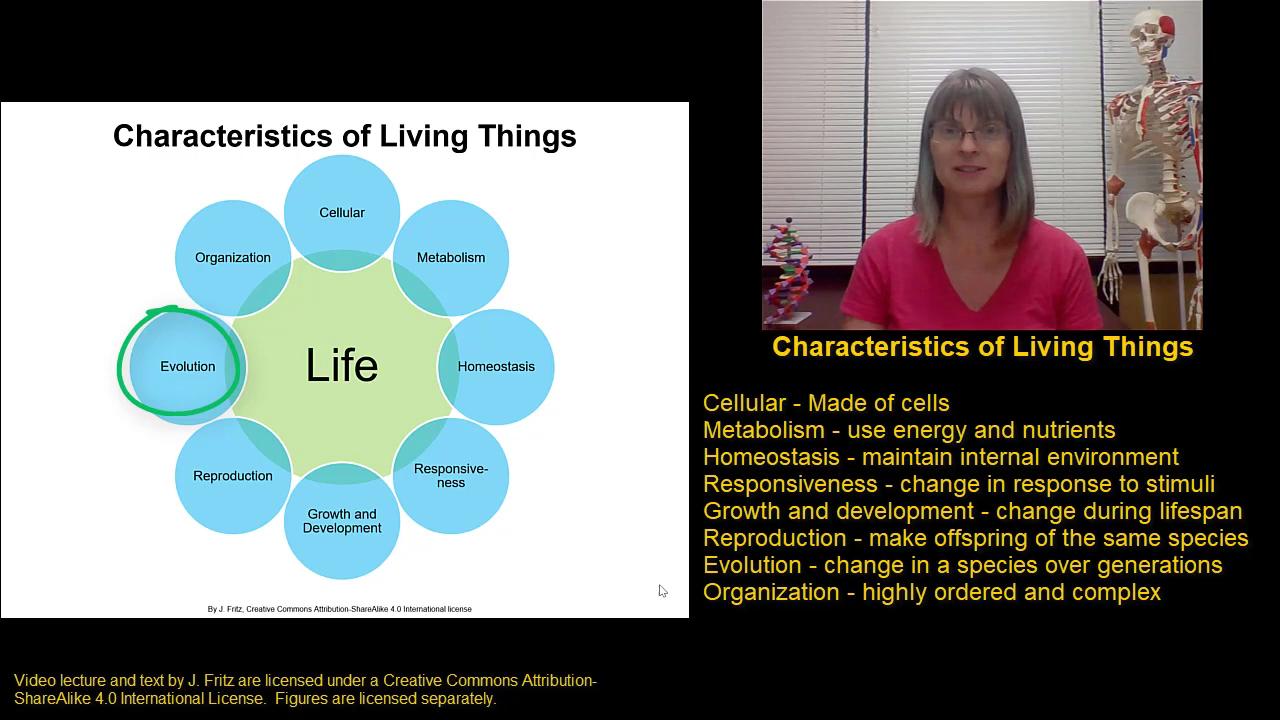 Characteristics of Living Things
Cellular
Organization
Metabolism
Evolution
Life
Homeostasis
Reproduction
Responsive-
ness
Growth and
Development
By J. Fritz, Creative Commons Attribution-ShareAlike 4.0 International license
Characteristics of Living Things
Cellular - Made of cells
Metabolism - use energy and nutrients
Homeostasis - maintain internal environment
Responsiveness - change in response to stimuli
Growth and development - change during lifespan
Reproduction - make offspring of the same species
Evolution - change in a species over generations
Organization - highly ordered and complex
Video lecture and text by J. Fritz are licensed under a Creative Commons Attribution-
ShareAlike 4.0 International License.  Figures are licensed separately.